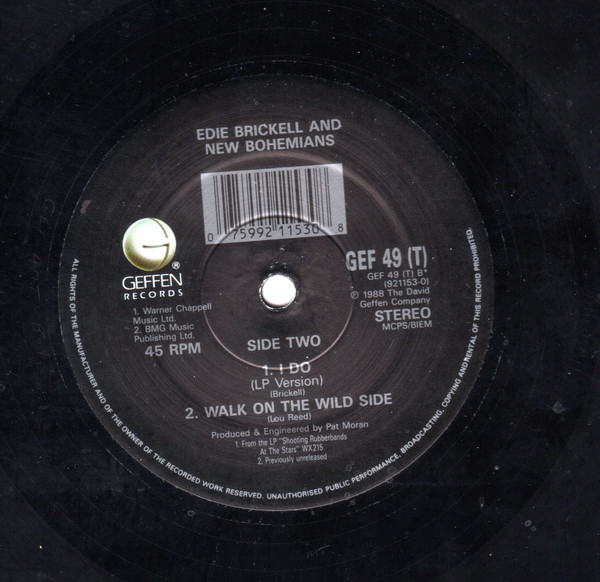 EDIE BRICKELL AND
NEW BOHEMIANS
0 75992 11530 8
GEFFEN ®
RECORDS
GEF 49 (T)
GEF 49 (T) B*
(921153-0)
℗ 1988 The David
Geffen Company
STEREO
MCPS/BIEM
1. Warner Chappell
Music Ltd.
2. BMG Music
Publishing Ltd.
45 RPM
SIDE TWO
1. I DO
(LP Version)
(Brickell)
2. WALK ON THE WILD SIDE
(Lou Reed)
Produced & Engineered by Pat Moran
1. From the LP "Shooting Rubberbands
At The Stars" WX215
2. Previously unreleased
ALL RIGHTS OF THE MANUFACTURER AND OF THE OWNER OF THE RECORDED WORK RESERVED. UNAUTHORISED PUBLIC PERFORMANCE, BROADCASTING, COPYING AND RENTAL OF THIS RECORD PROHIBITED.